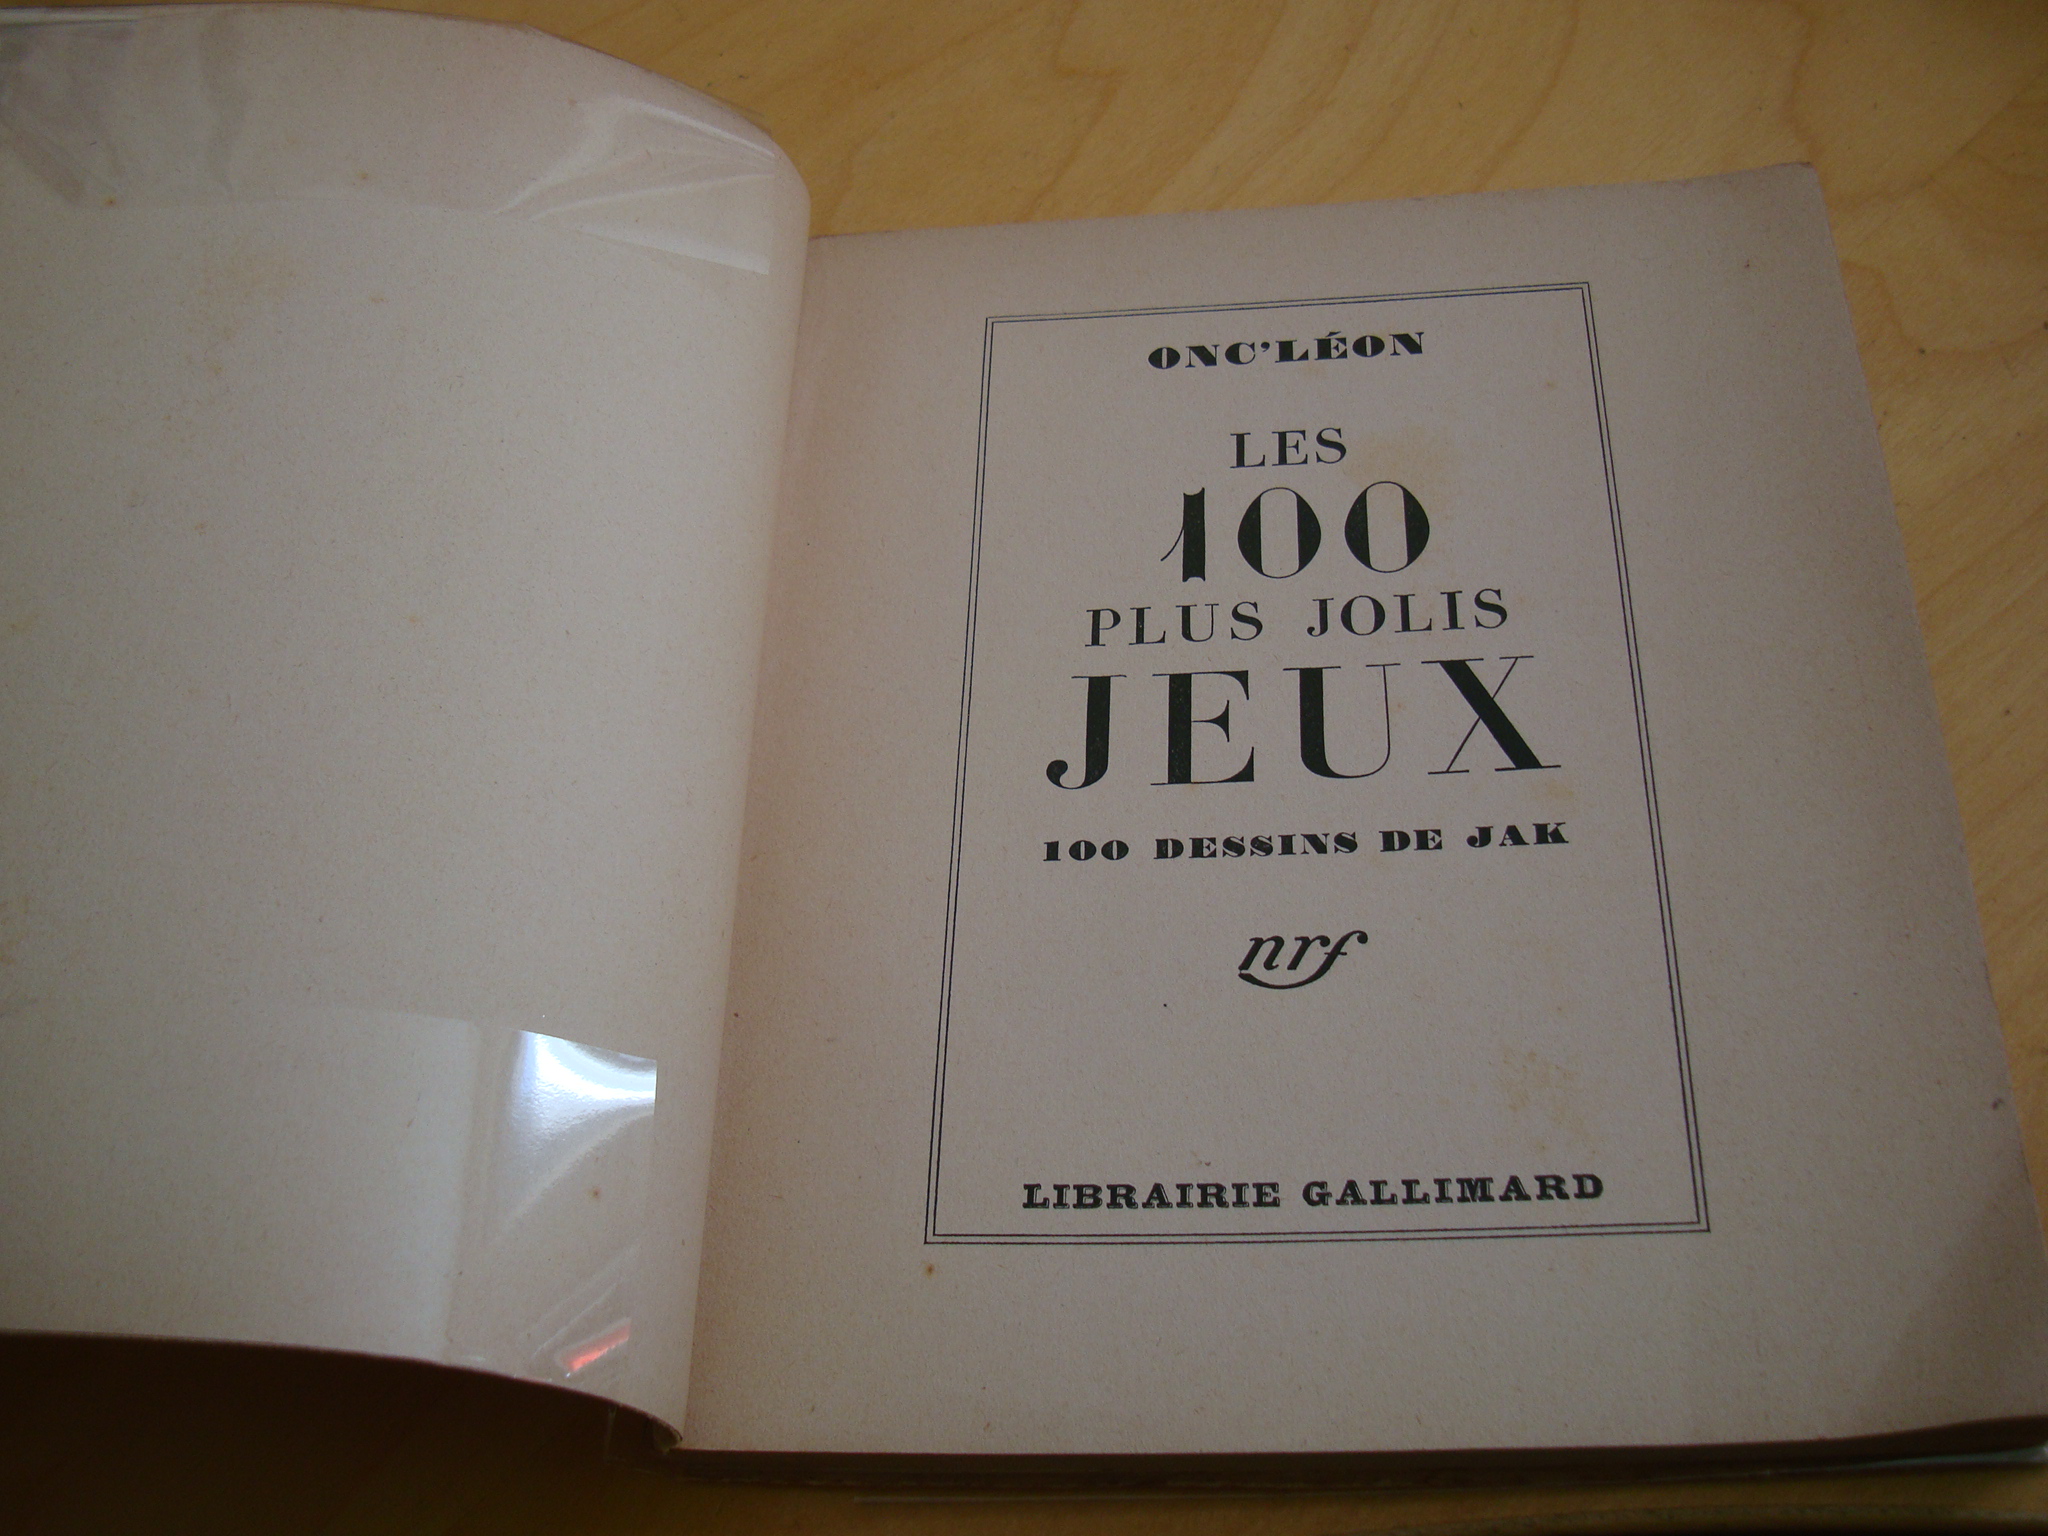 ONC'LÉON
LES
100
PLUS JOLIS
JEUX
100 DESSINS DE JAK
nrf
LIBRAIRIE GALLIMARD